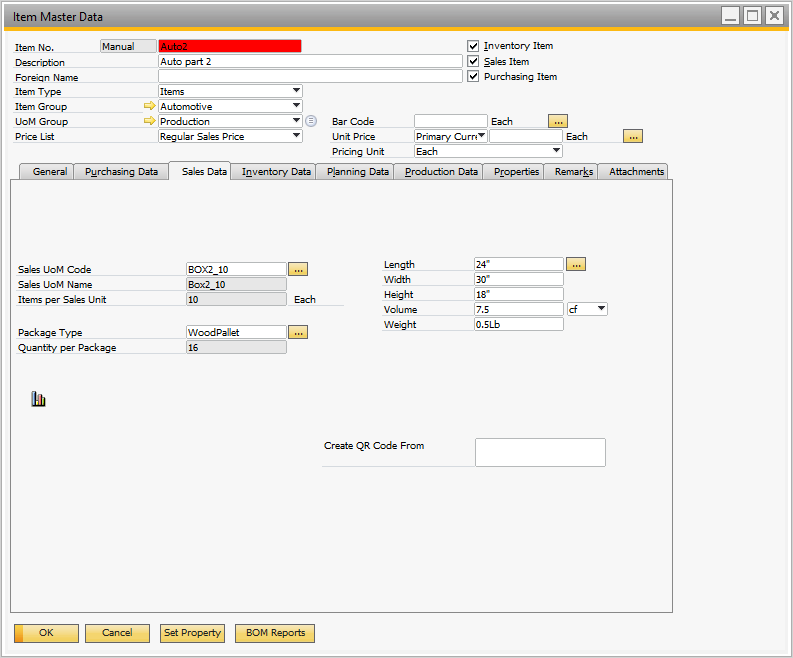 Item Master Data
Item No. Manual Auto2 Inventory Item
Description Auto part 2 Sales Item
Foreign Name Purchasing Item
Item Type Items
Item Group Automotive
UoM Group Production Bar Code Each ...
Price List Regular Sales Price Unit Price Primary Curre Each ...
Pricing Unit Each
General Purchasing Data Sales Data Inventory Data Planning Data Production Data Properties Remarks Attachments
Sales UoM Code BOX2_10 ... Length 24" ...
Sales UoM Name Box2_10 Width 30"
Items per Sales Unit 10 Each Height 18"
Volume 7.5 cf
Package Type WoodPallet ... Weight 0.5Lb
Quantity per Package 16
Create QR Code From
OK Cancel Set Property BOM Reports